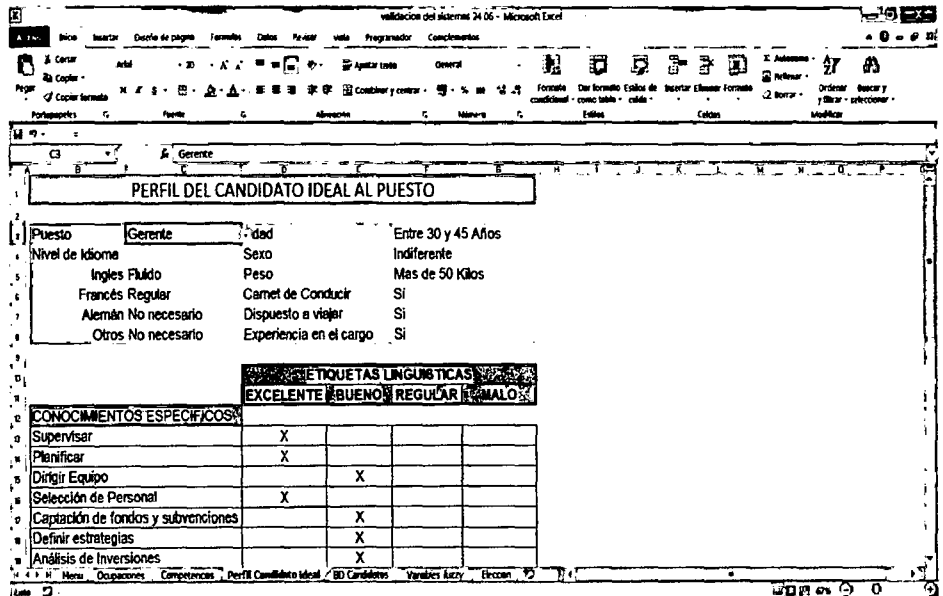 validacion del sistemas 24 06 - Microsoft Excel
Inicio Insertar Diseño de pagina Formulas Datos Revisar vista Programador Complementos
Cortar
Copiar
Copiar formato
Pegar
Arial 20
Ajustar texto
Combinar y centrar
General
Formato condicional
Dar formato como tabla
Estilos de celda
Insertar Eliminar Formato
Rellenar
Borrar
Ordenar y filtrar
Buscar y seleccionar
Portapapeles Fuente Alineación Número Estilos Celdas Modificar
C3 Gerente
PERFIL DEL CANDIDATO IDEAL AL PUESTO
Puesto Gerente dad Entre 30 y 45 Años
Nivel de Idioma Sexo Indiferente
Ingles Fluido Peso Mas de 50 Kilos
Francés Regular Carnet de Conducir Si
Alemán No necesario Dispuesto a viajar Si
Otros No necesario Experiencia en el cargo Si
ETIQUETAS LINGUISTICAS
EXCELENTE BUENO REGULAR MALO
CONOCIMIENTOS ESPECIFICOS
Supervisar X
Planificar X
Dirigir Equipo X
Selección de Personal X
Captación de fondos y subvenciones X
Definir estrategias X
Análisis de Inversiones X
Menu Ocupaciones Competencias Perfil Candidato Ideal BD Candidatos Variables fuzzy Eleccion
Listo 67%